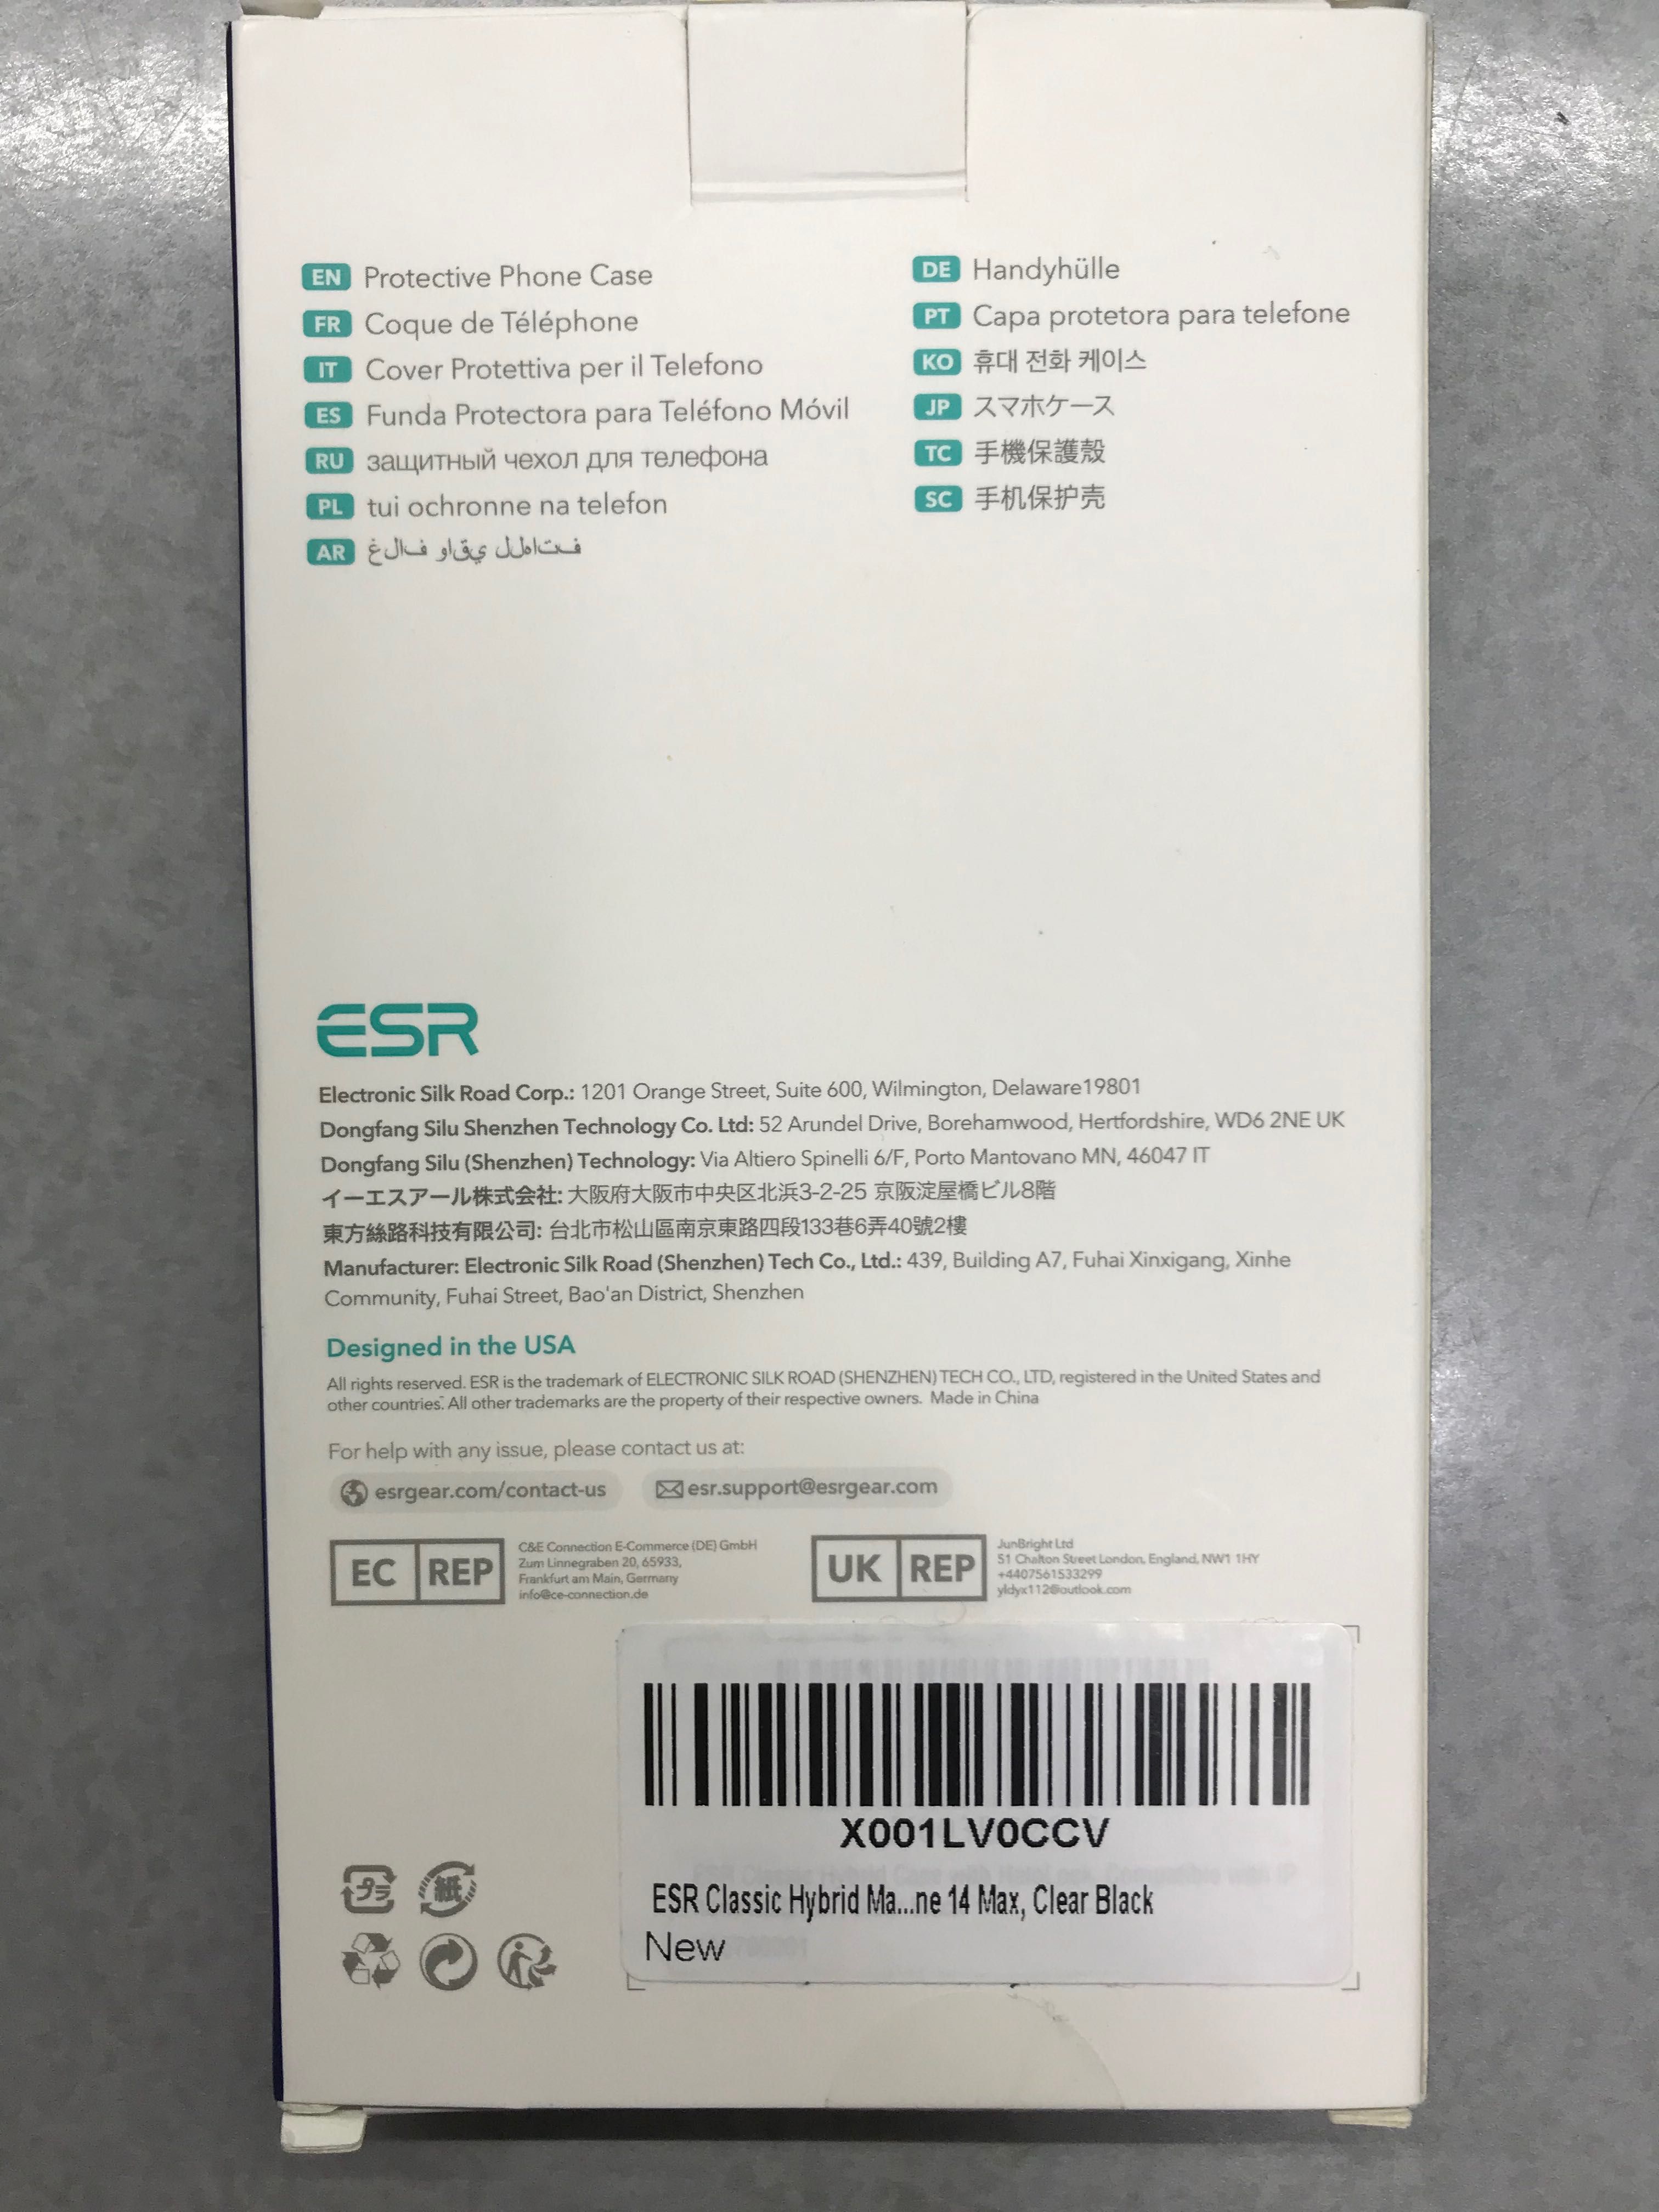 EN Protective Phone Case
FR Coque de Téléphone
IT Cover Protettiva per il Telefono
ES Funda Protectora para Teléfono Móvil
RU защитный чехол для телефона
PL tui ochronne na telefon
AR غلاف واقي للهاتف
DE Handyhülle
PT Capa protetora para telefone
KO 휴대 전화 케이스
JP スマホケース
TC 手機保護殼
SC 手机保护壳
ESR
Electronic Silk Road Corp.: 1201 Orange Street, Suite 600, Wilmington, Delaware19801
Dongfang Silu Shenzhen Technology Co. Ltd: 52 Arundel Drive, Borehamwood, Hertfordshire, WD6 2NE UK
Dongfang Silu (Shenzhen) Technology: Via Altiero Spinelli 6/F, Porto Mantovano MN, 46047 IT
イーエスアール株式会社: 大阪府大阪市中央区北浜3-2-25 京阪淀屋橋ビル8階
東方絲路科技有限公司: 台北市松山區南京東路四段133巷6弄40號2樓
Manufacturer: Electronic Silk Road (Shenzhen) Tech Co., Ltd.: 439, Building A7, Fuhai Xinxigang, Xinhe
Community, Fuhai Street, Bao'an District, Shenzhen
Designed in the USA
All rights reserved. ESR is the trademark of ELECTRONIC SILK ROAD (SHENZHEN) TECH CO., LTD, registered in the United States and
other countries. All other trademarks are the property of their respective owners. Made in China
For help with any issue, please contact us at:
esrgear.com/contact-us esr.support@esrgear.com
EC REP
C&E Connection E-Commerce (DE) GmbH
Zum Linnegraben 20, 65933,
Frankfurt am Main, Germany
info@ce-connection.de
UK REP
JunBright Ltd
51 Chalton Street London, England, NW1 1HY
+4407561533299
yldyx112@outlook.com
X001LV0CCV
ESR Classic Hybrid Ma...ne 14 Max, Clear Black
New
プラ 紙